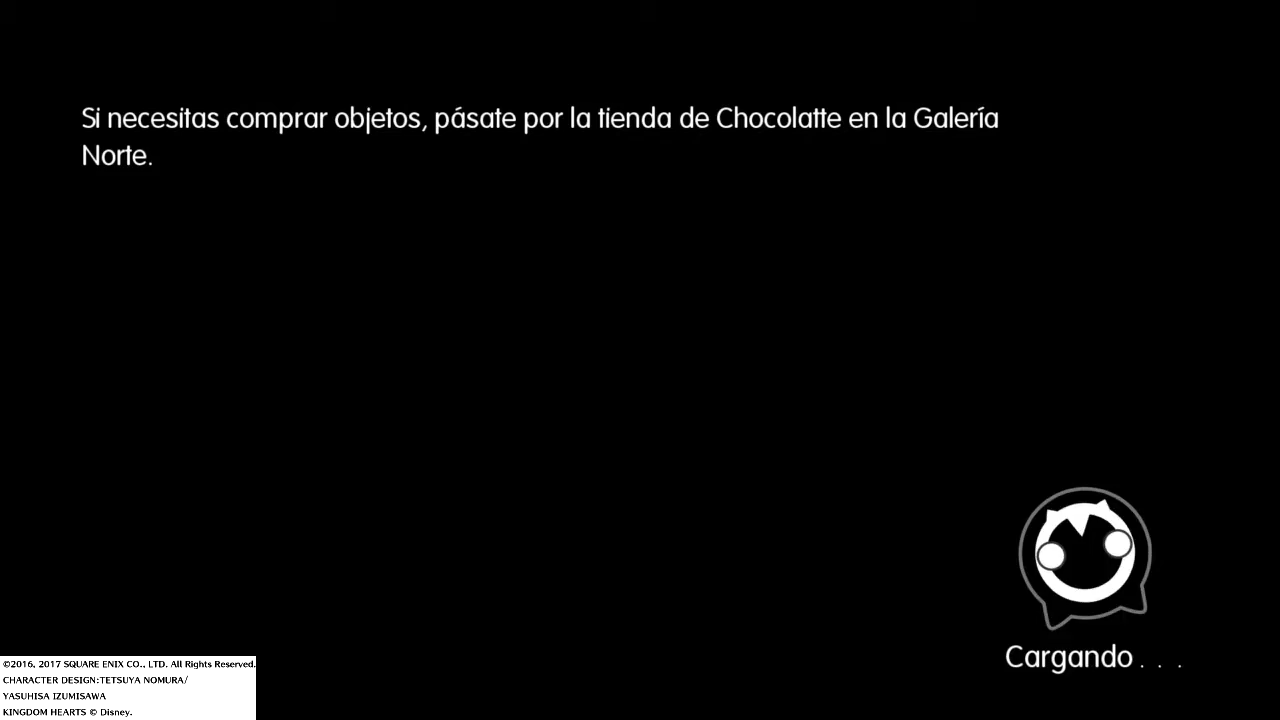 Si necesitas comprar objetos, pásate por la tienda de Chocolatte en la Galería
Norte.
Cargando . . .
©2016, 2017 SQUARE ENIX CO., LTD. All Rights Reserved.
CHARACTER DESIGN:TETSUYA NOMURA/
YASUHISA IZUMISAWA
KINGDOM HEARTS © Disney.